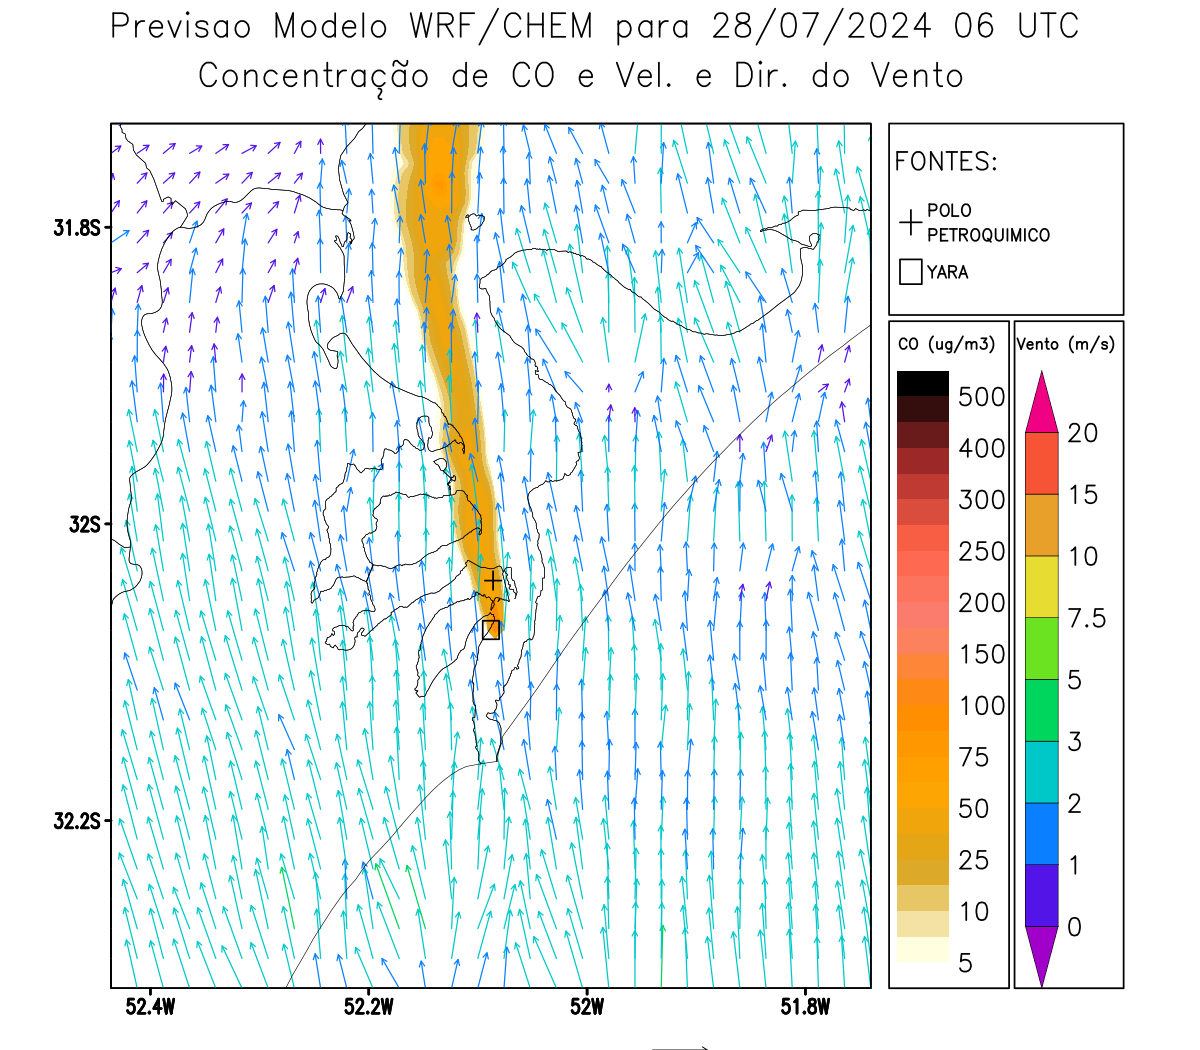 Previsao Modelo WRF/CHEM para 28/07/2024 06 UTC
Concentração de CO e Vel. e Dir. do Vento
FONTES:
POLO
PETROQUIMICO
YARA
CO (ug/m3)
500
400
300
250
200
150
100
75
50
25
10
5
Vento (m/s)
20
15
10
7.5
5
3
2
1
0
31.8S
32S
32.2S
52.4W
52.2W
52W
51.8W